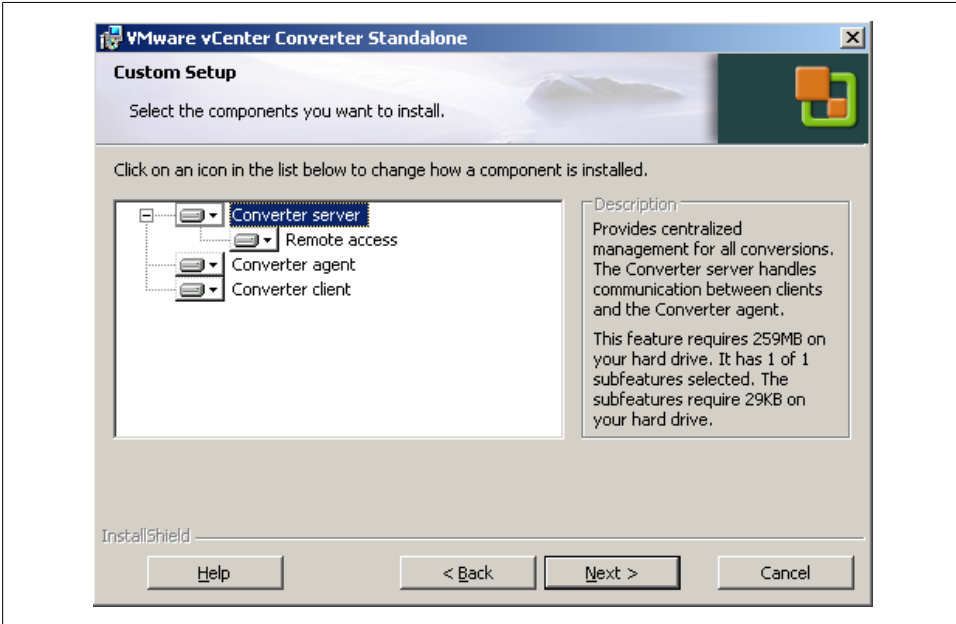 VMware vCenter Converter Standalone
Custom Setup
Select the components you want to install.
Click on an icon in the list below to change how a component is installed.
Converter server
Remote access
Converter agent
Converter client
Description
Provides centralized
management for all conversions.
The Converter server handles
communication between clients
and the Converter agent.
This feature requires 259MB on
your hard drive. It has 1 of 1
subfeatures selected. The
subfeatures require 29KB on
your hard drive.
InstallShield
Help
< Back
Next >
Cancel